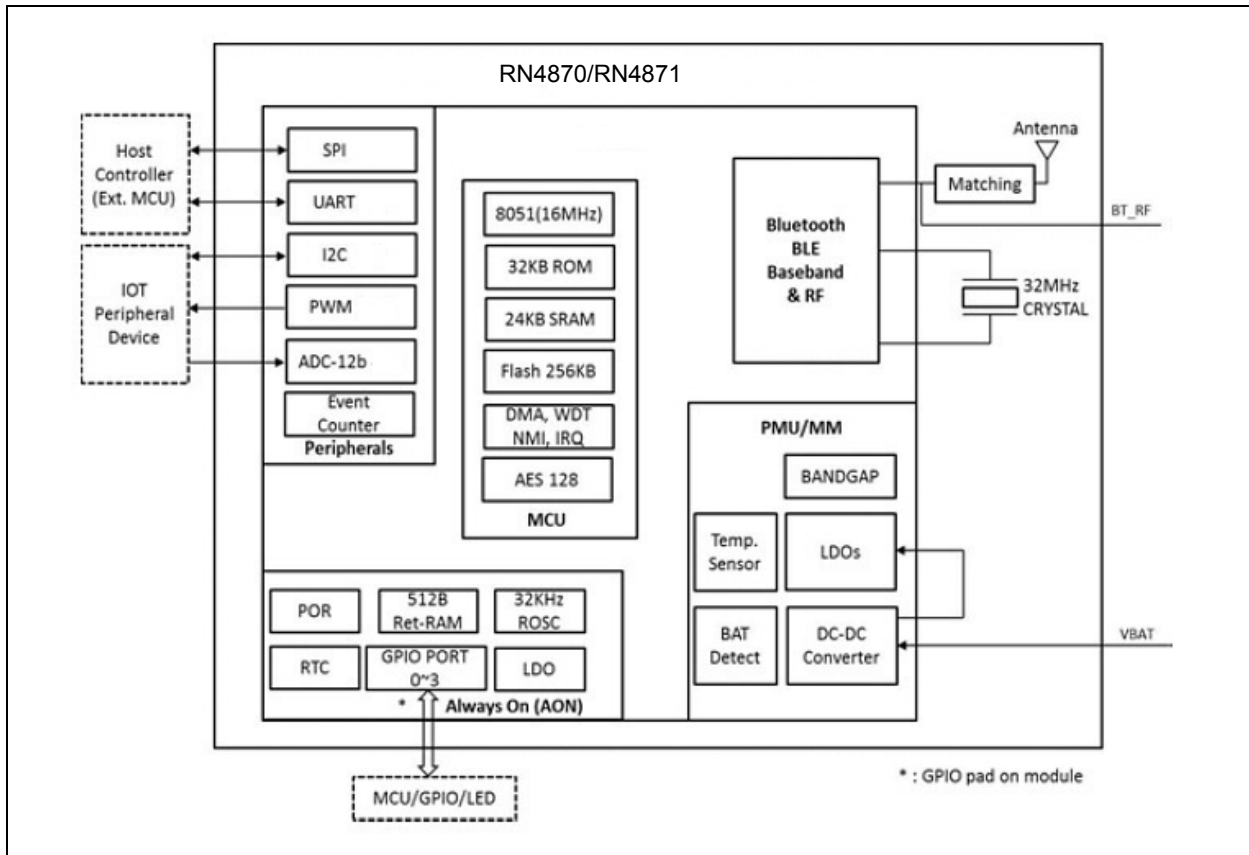 RN4870/RN4871
Host
Controller
(Ext. MCU)
IOT
Peripheral
Device
SPI
UART
I2C
PWM
ADC-12b
Event
Counter
Peripherals
8051(16MHz)
32KB ROM
24KB SRAM
Flash 256KB
DMA, WDT
NMI, IRQ
AES 128
MCU
Bluetooth
BLE
Baseband
& RF
Antenna
Matching
BT_RF
32MHz
CRYSTAL
PMU/MM
BANDGAP
Temp.
Sensor
LDOs
BAT
Detect
DC-DC
Converter
VBAT
POR
512B
Ret-RAM
32KHz
ROSC
RTC
GPIO PORT
0~3
LDO
* Always On (AON)
MCU/GPIO/LED
* : GPIO pad on module